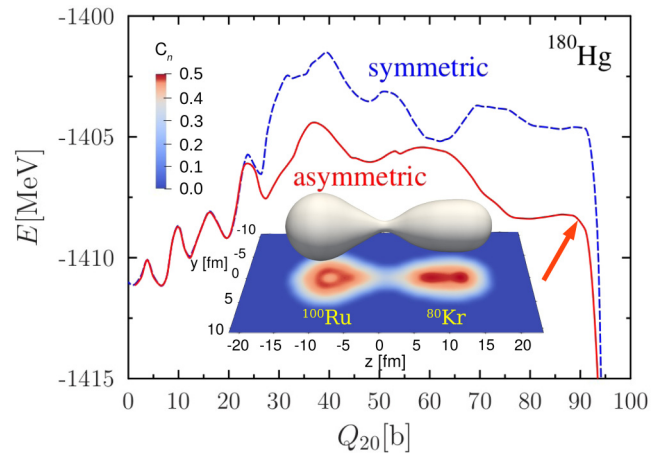 -1400
-1405
-1410
-1415
E[MeV]
0 10 20 30 40 50 60 70 80 90 100
Q₂₀[b]
¹⁸⁰Hg
symmetric
asymmetric
Cₙ
0.5
0.4
0.3
0.2
0.1
0.0
-10
-5
y [fm]
0
5
10
¹⁰⁰Ru ⁸⁰Kr
-20 -15 -10 -5 0 5 10 15 20
z [fm]